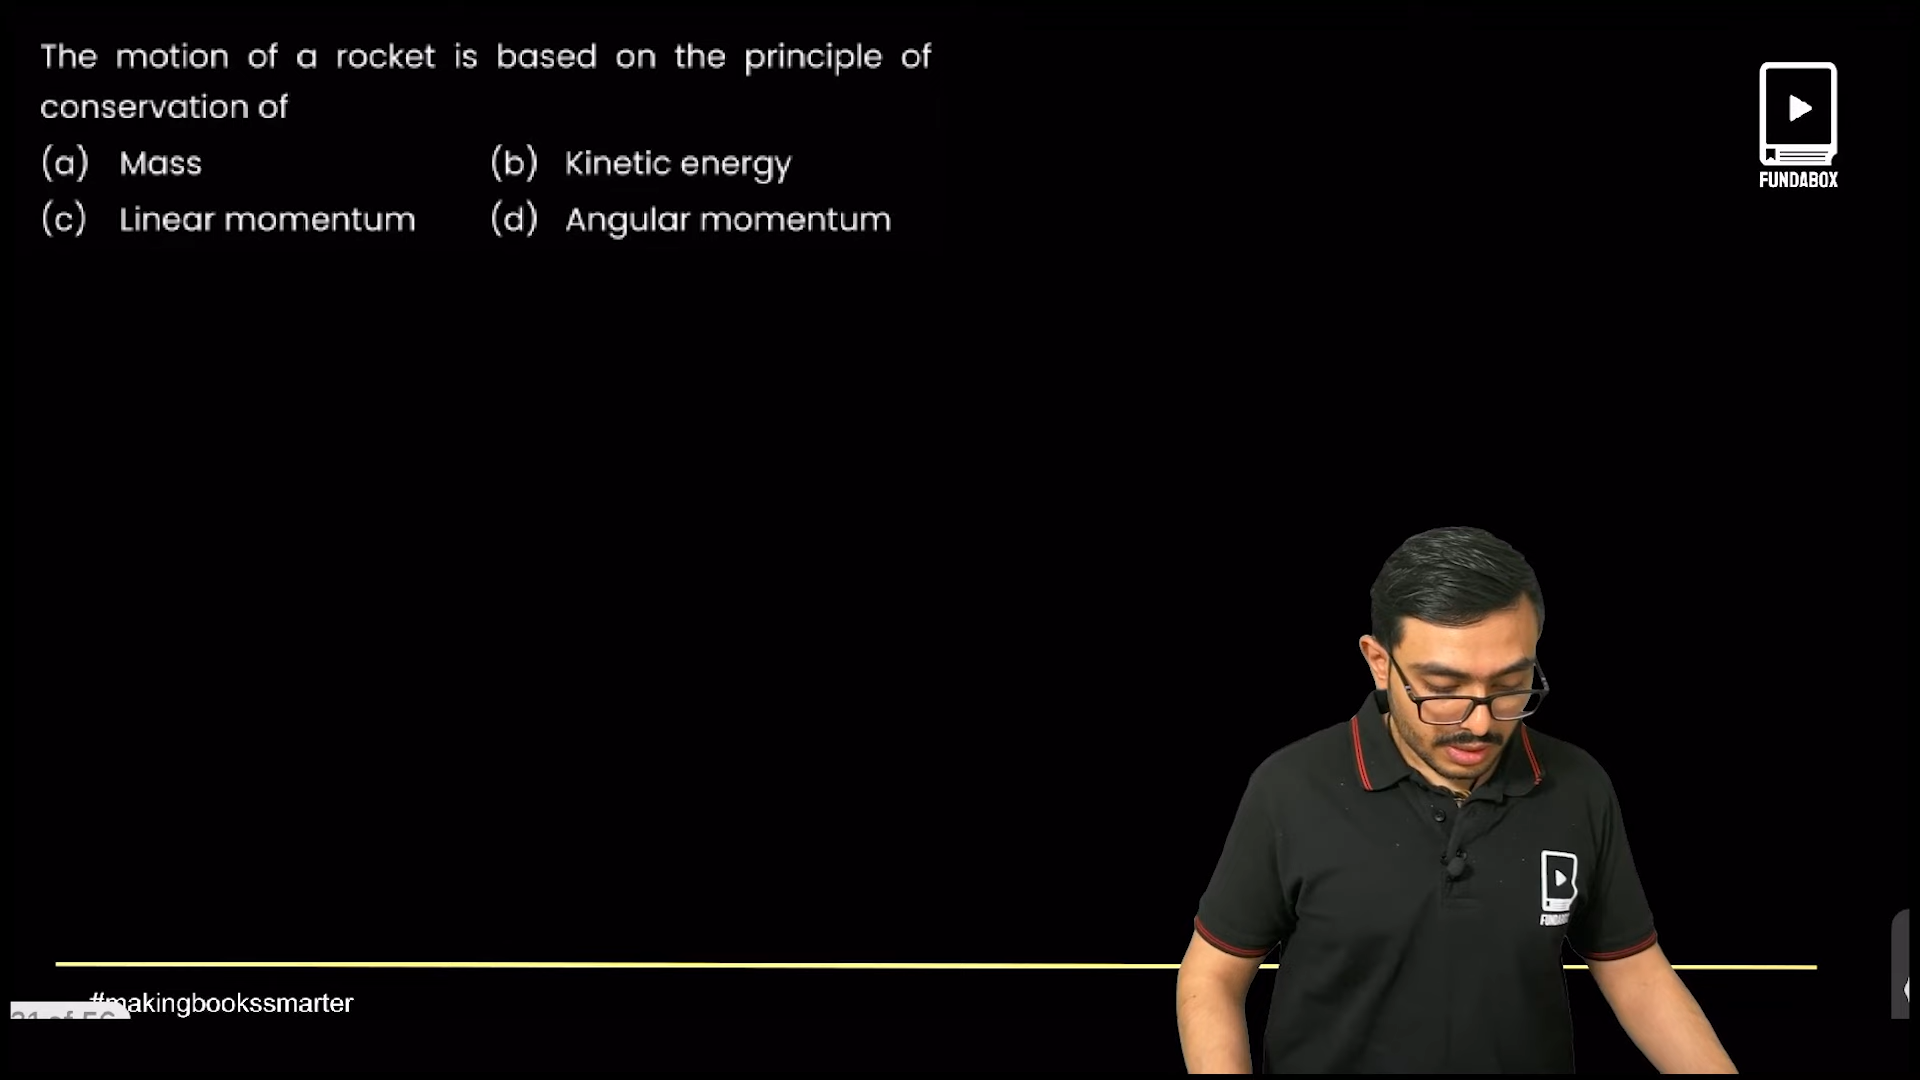 The motion of a rocket is based on the principle of
conservation of
(a) Mass (b) Kinetic energy
(c) Linear momentum (d) Angular momentum
FUNDABOX
FUNDABOX
#makingbookssmarter